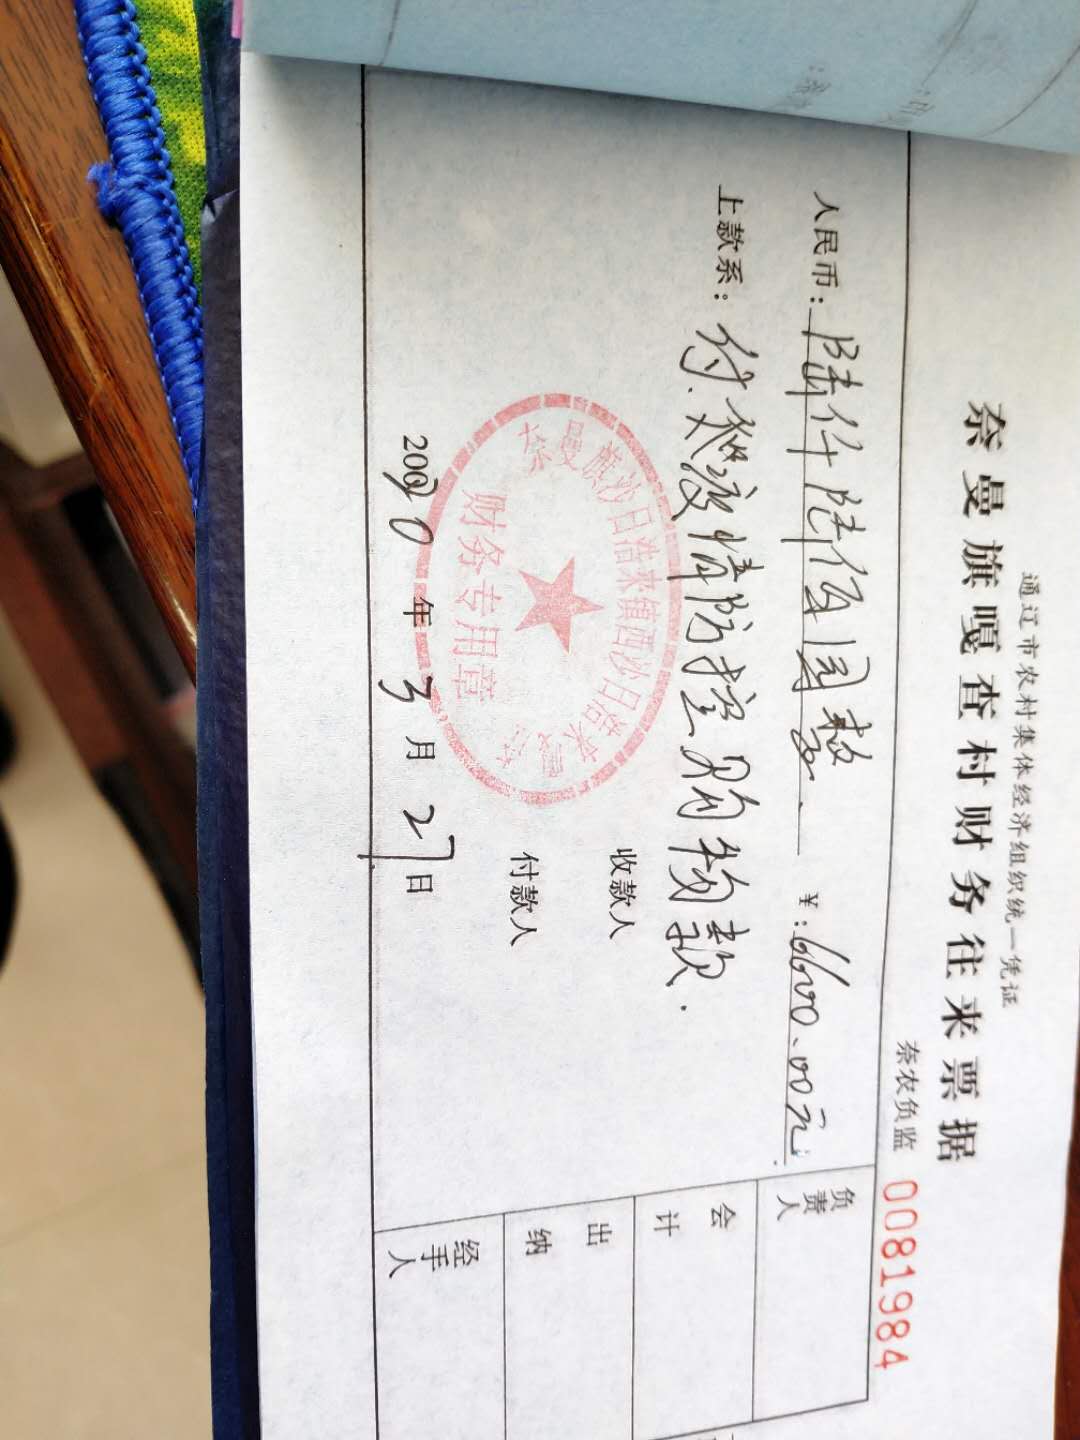 通辽市农村集体经济组织统一凭证
奈曼旗嘎查村财务往来票据
奈农负监 0081984
人民币：陆仟陆佰圆整 ￥：6600.00元
上款系：付 疫情防控购物款.
收款人
付款人
2020年3月27日
奈曼旗沙日浩来镇西沙日浩来嘎查
财务专用章
负责人
会计
出纳
经手人